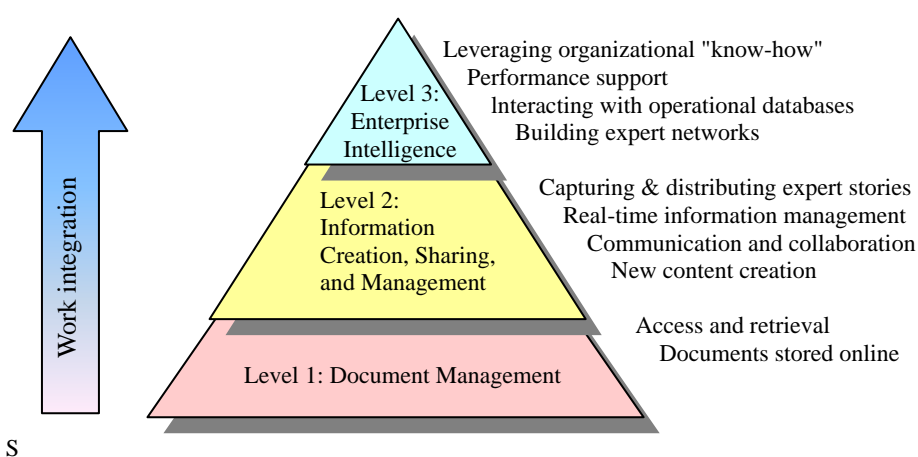 Leveraging organizational "know-how"
Performance support
Interacting with operational databases
Building expert networks
Level 3:
Enterprise
Intelligence
Capturing & distributing expert stories
Real-time information management
Communication and collaboration
New content creation
Level 2:
Information
Creation, Sharing,
and Management
Access and retrieval
Documents stored online
Level 1: Document Management
Work integration
S